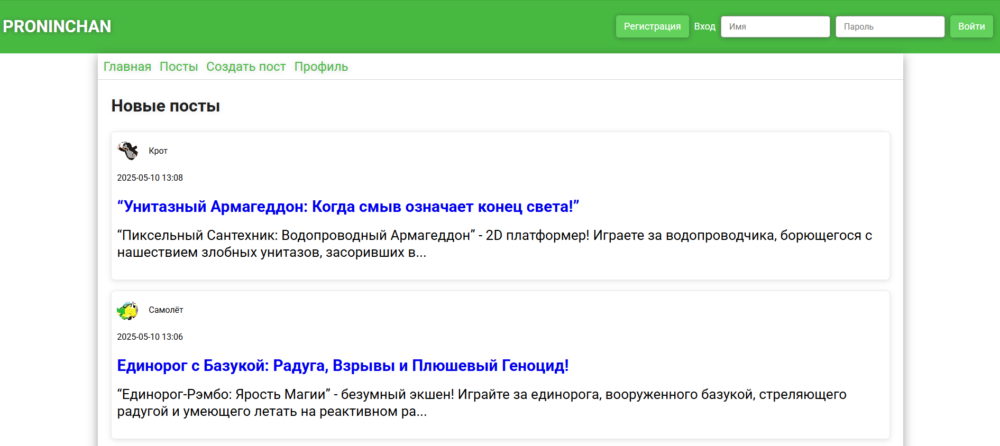 PRONINCHAN
Регистрация Вход Имя Пароль Войти
Главная Посты Создать пост Профиль
Новые посты
Крот
2025-05-10 13:08
“Унитазный Армагеддон: Когда смыв означает конец света!”
“Пиксельный Сантехник: Водопроводный Армагеддон” - 2D платформер! Играете за водопроводчика, борющегося с
нашествием злобных унитазов, засоривших в...
Самолёт
2025-05-10 13:06
Единорог с Базукой: Радуга, Взрывы и Плюшевый Геноцид!
“Единорог-Рэмбо: Ярость Магии” - безумный экшен! Играйте за единорога, вооруженного базукой, стреляющего
радугой и умеющего летать на реактивном ра...